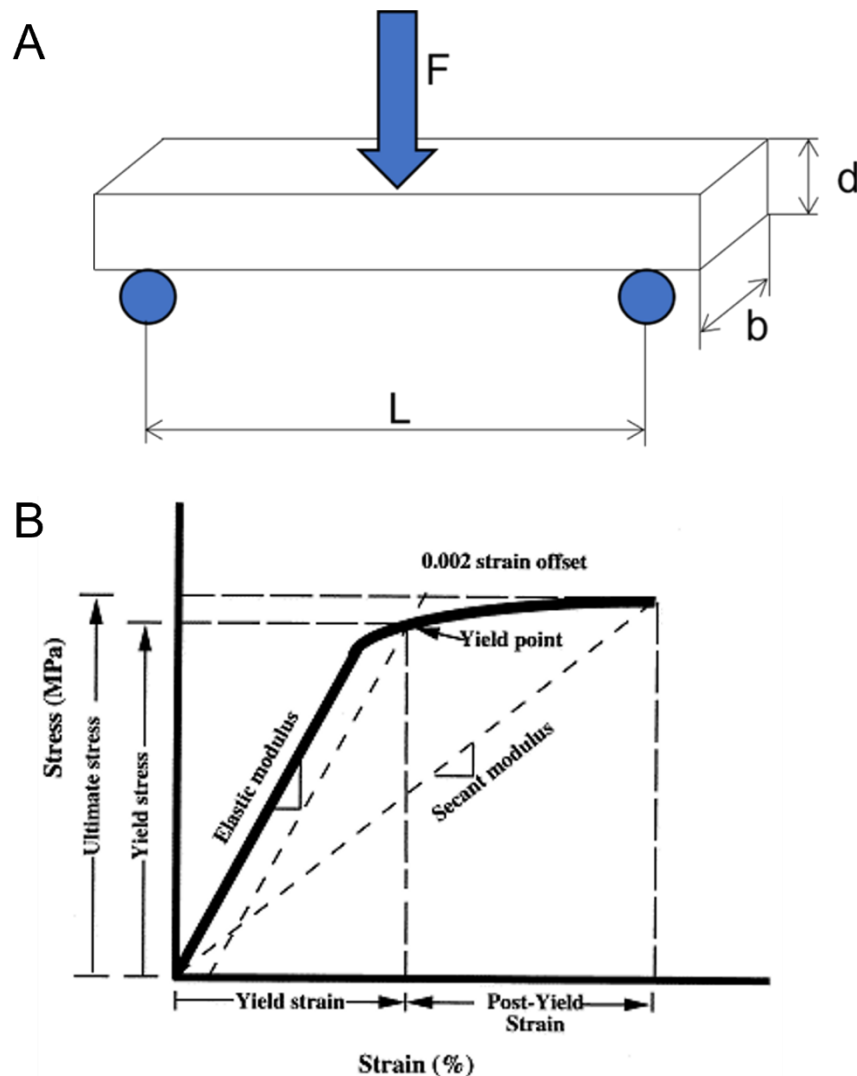 A
F
d
b
L
B
0.002 strain offset
Yield point
Stress (MPa)
Ultimate stress
Yield stress
Elastic modulus
Secant modulus
Yield strain
Post-Yield
Strain
Strain (%)